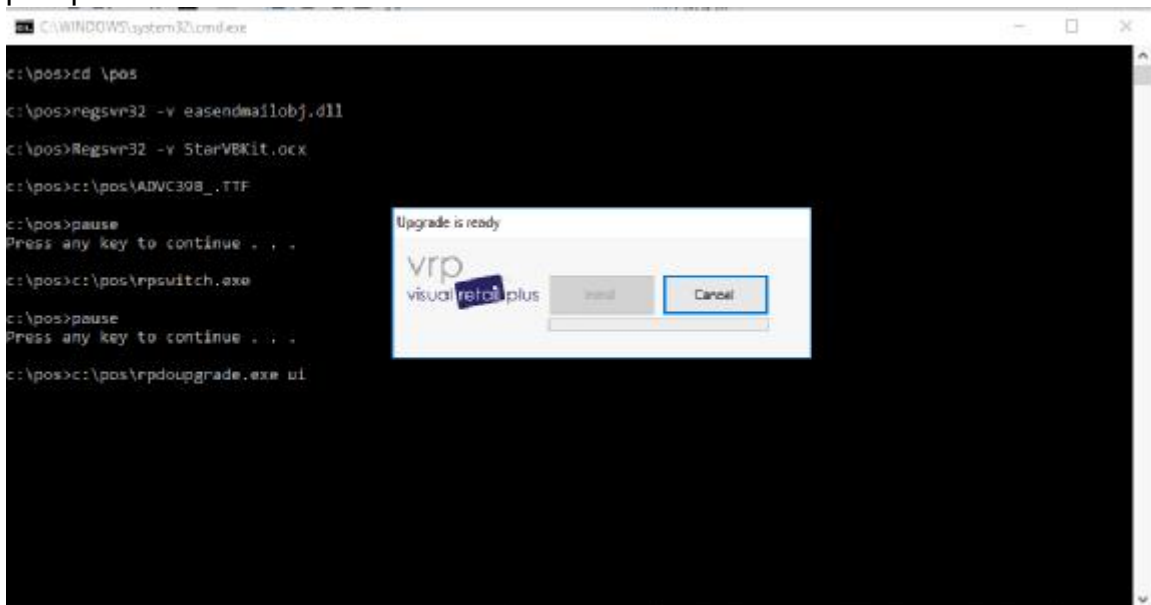 C:\WINDOWS\system32\cmd.exe
c:\pos>cd \pos
c:\pos>regsvr32 -v easendmailobj.dll
c:\pos>Regsvr32 -v StarVBKit.ocx
c:\pos>c:\pos\ADVC39B_.TTF
c:\pos>pause
Press any key to continue . . .
c:\pos>c:\pos\rpswitch.exe
c:\pos>pause
Press any key to continue . . .
c:\pos>c:\pos\rpdoupgrade.exe ui
Upgrade is ready
vrp
visual retail plus
Install
Cancel